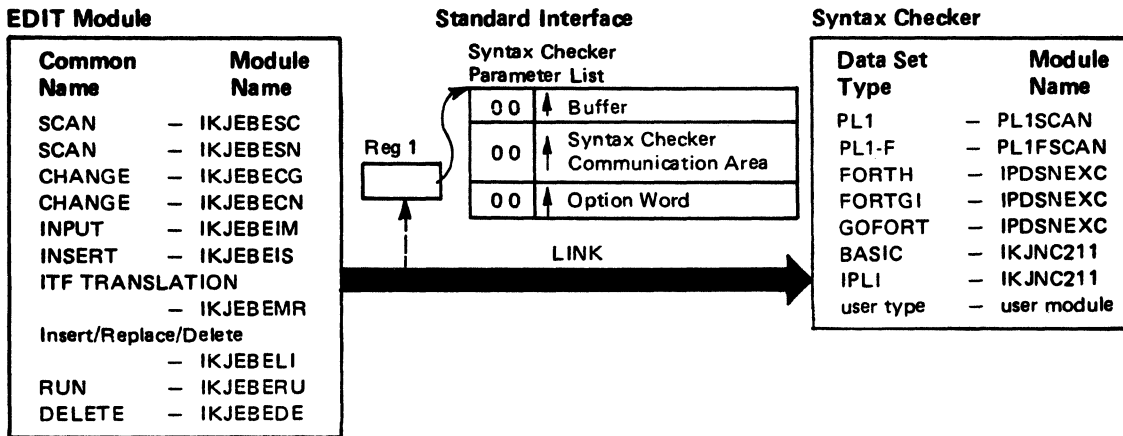 EDIT Module
Common Module
Name Name
SCAN – IKJEBESC
SCAN – IKJEBESN
CHANGE – IKJEBECG
CHANGE – IKJEBECN
INPUT – IKJEBEIM
INSERT – IKJEBEIS
ITF TRANSLATION
– IKJEBEMR
Insert/Replace/Delete
– IKJEBELI
RUN – IKJEBERU
DELETE – IKJEBEDE
Standard Interface
Syntax Checker
Parameter List
Reg 1
00 Buffer
00 Syntax Checker
Communication Area
00 Option Word
LINK
Syntax Checker
Data Set Module
Type Name
PL1 – PL1SCAN
PL1-F – PL1FSCAN
FORTH – IPDSNEXC
FORTGI – IPDSNEXC
GOFORT – IPDSNEXC
BASIC – IKJNC211
IPLI – IKJNC211
user type – user module